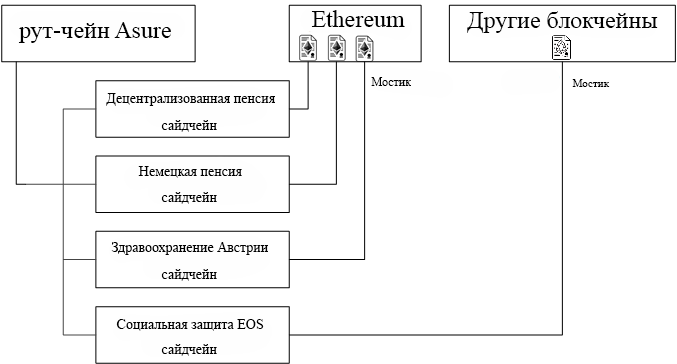 рут-чейн Asure
Ethereum
Другие блокчейны
Мостик
Мостик
Децентрализованная пенсия
сайдчейн
Немецкая пенсия
сайдчейн
Здравоохранение Австрии
сайдчейн
Социальная защита EOS
сайдчейн